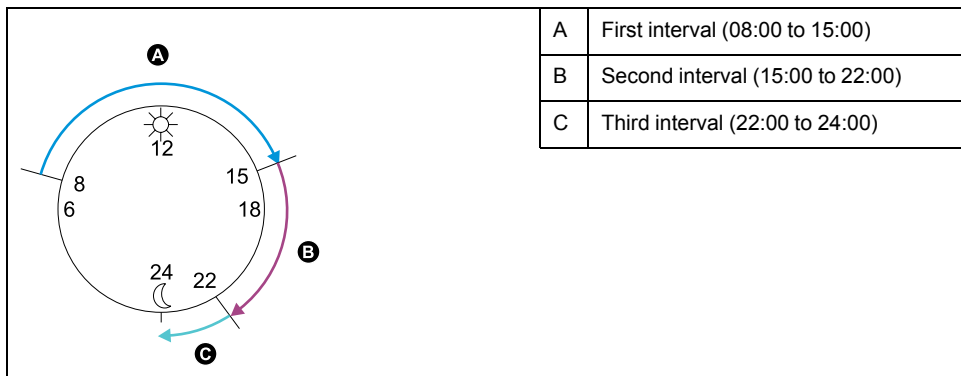 A
12
8
15
6
18
B
24
22
C
A First interval (08:00 to 15:00)
B Second interval (15:00 to 22:00)
C Third interval (22:00 to 24:00)